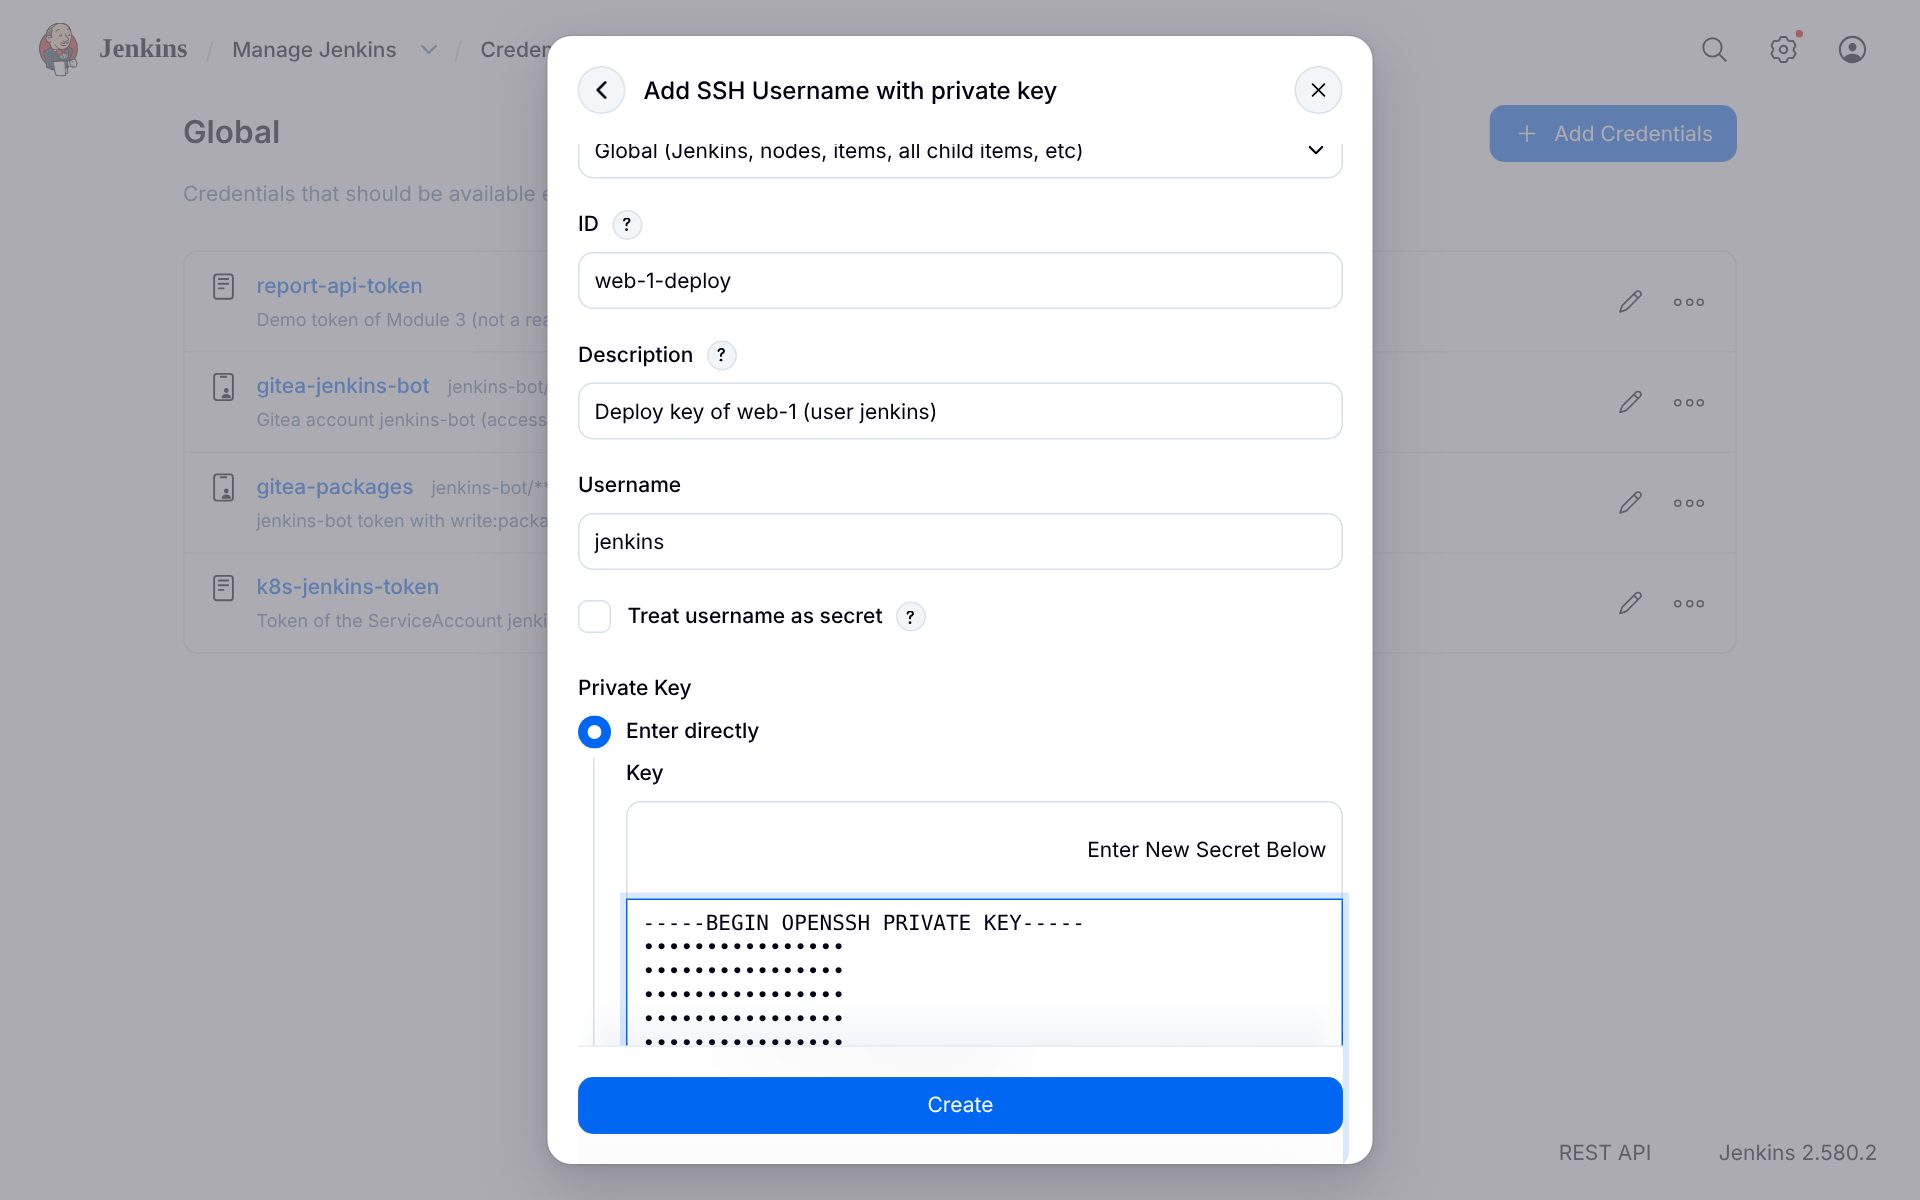 Jenkins / Manage Jenkins / Creden
Add SSH Username with private key
Global
Add Credentials
Credentials that should be available
Global (Jenkins, nodes, items, all child items, etc)
ID ?
web-1-deploy
Description ?
Deploy key of web-1 (user jenkins)
Username
jenkins
Treat username as secret ?
Private Key
Enter directly
Key
Enter New Secret Below
-----BEGIN OPENSSH PRIVATE KEY-----
••••••••••••••••
••••••••••••••••
••••••••••••••••
••••••••••••••••
••••••••••••••••
Create
report-api-token
Demo token of Module 3 (not a rea
gitea-jenkins-bot jenkins-bot/
Gitea account jenkins-bot (access
gitea-packages jenkins-bot/**
jenkins-bot token with write:packa
k8s-jenkins-token
Token of the ServiceAccount jenki
REST API Jenkins 2.580.2